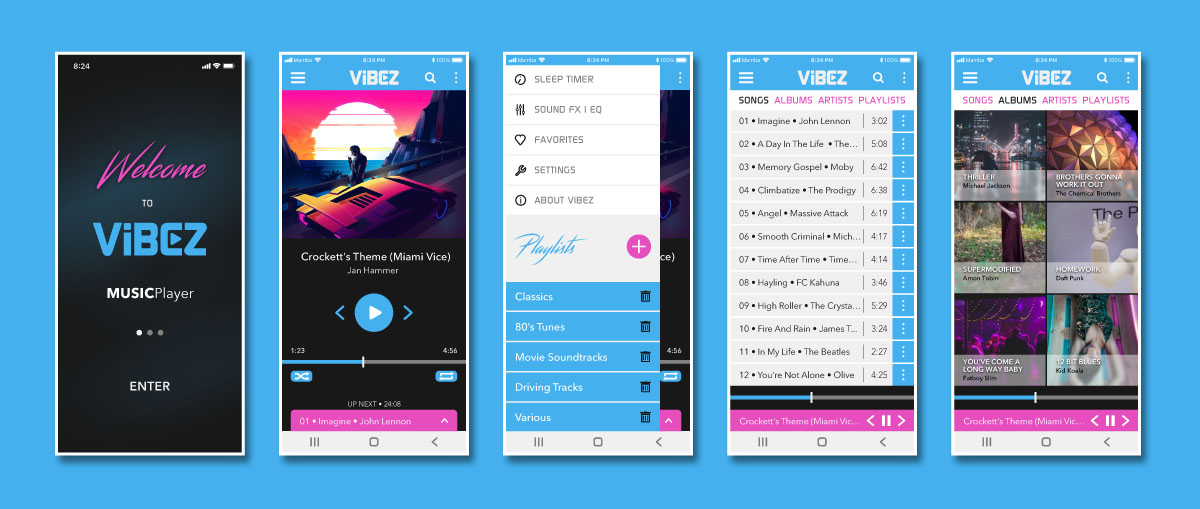 8:24
Welcome
TO
ViBEZ
MUSICPlayer
ENTER
Mamba 8:24 PM 100%
ViBEZ
Crockett's Theme (Miami Vice)
Jan Hammer
1:23 4:56
UP NEXT • 24:08
01 • Imagine • John Lennon
Mamba 8:24 PM 100%
SLEEP TIMER
SOUND FX | EQ
FAVORITES
SETTINGS
ABOUT VIBEZ
Playlists
Classics
80's Tunes
Movie Soundtracks
Driving Tracks
Various
4:56
Mamba 8:24 PM 100%
ViBEZ
SONGS ALBUMS ARTISTS PLAYLISTS
01 • Imagine • John Lennon 3:02
02 • A Day In The Life • The... 5:08
03 • Memory Gospel • Moby 6:42
04 • Climbatize • The Prodigy 6:38
05 • Angel • Massive Attack 6:19
06 • Smooth Criminal • Mich... 4:17
07 • Time After Time • Time... 4:14
08 • Hayling • FC Kahuna 3:46
09 • High Roller • The Crysta... 5:29
10 • Fire And Rain • James T... 3:24
11 • In My Life • The Beatles 2:27
12 • You're Not Alone • Olive 4:25
Crockett's Theme (Miami Vic...
Mamba 8:24 PM 100%
ViBEZ
SONGS ALBUMS ARTISTS PLAYLISTS
THRILLER
Michael Jackson
BROTHERS GONNA
WORK IT OUT
The Chemical Brothers
SUPERMODIFIED
Amon Tobin
The P
HOMEWORK
Daft Punk
YOU'VE COME A
LONG WAY BABY
Fatboy Slim
12 BIT BLUES
Kid Koala
Crockett's Theme (Miami Vic...